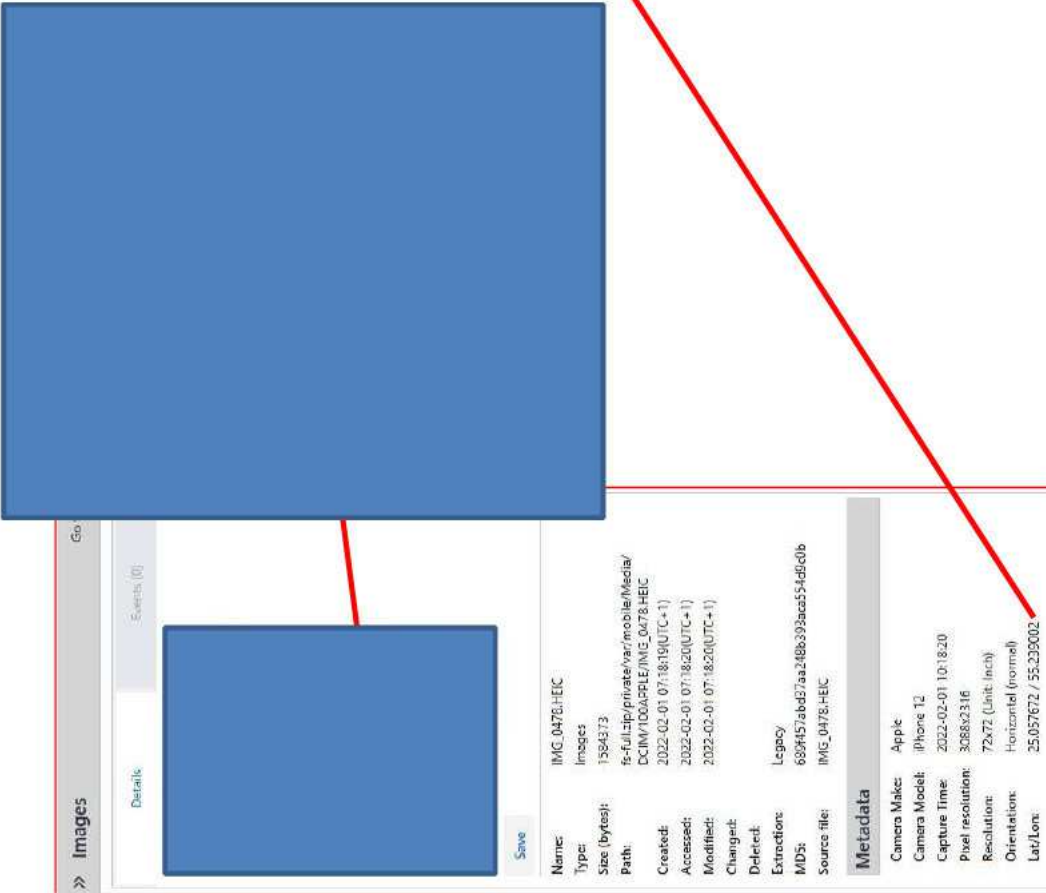 Images
Go
Details
Events (0)
Save
Name: IMG_0478.HEIC
Type: Images
Size (bytes): 1584373
Path: fs-full.zip/private/var/mobile/Media/
DCIM/100APPLE/IMG_0478.HEIC
Created: 2022-02-01 07:18:19(UTC+1)
Accessed: 2022-02-01 07:18:20(UTC+1)
Modified: 2022-02-01 07:18:20(UTC+1)
Changed:
Deleted:
Extraction: Legacy
MD5:
Source file: IMG_0478.HEIC
Metadata
Camera Make: Apple
Camera Model: iPhone 12
Capture Time: 2022-02-01 10:18:20
Pixel resolution: 3088x2316
Resolution: 72x72 (Unit: Inch)
Orientation: Horizontal (normal)
Lat/Lon: 25.057672 / 55.239002